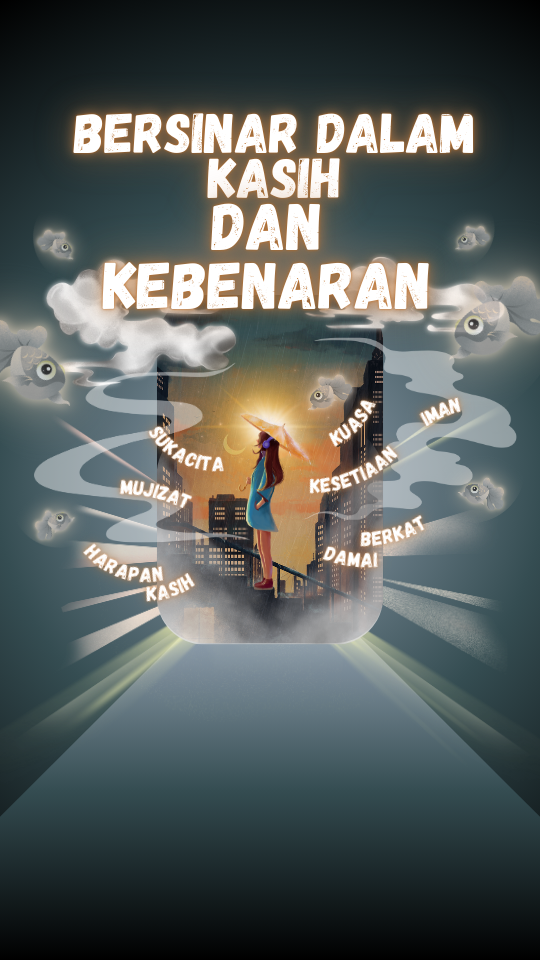 BERSINAR DALAM
KASIH
DAN
KEBENARAN
SUKACITA
MUJIZAT
HARAPAN
KASIH
KUASA
IMAN
KESETIAAN
BERKAT
DAMAI